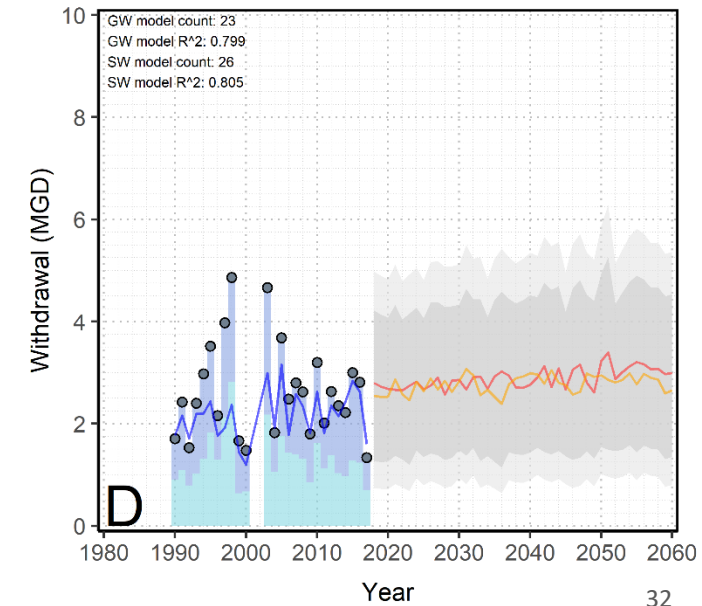 GW model count: 23
GW model R^2: 0.799
SW model count: 26
SW model R^2: 0.805
10
8
6
4
2
0
Withdrawal (MGD)
D
1980 1990 2000 2010 2020 2030 2040 2050 2060
Year
32